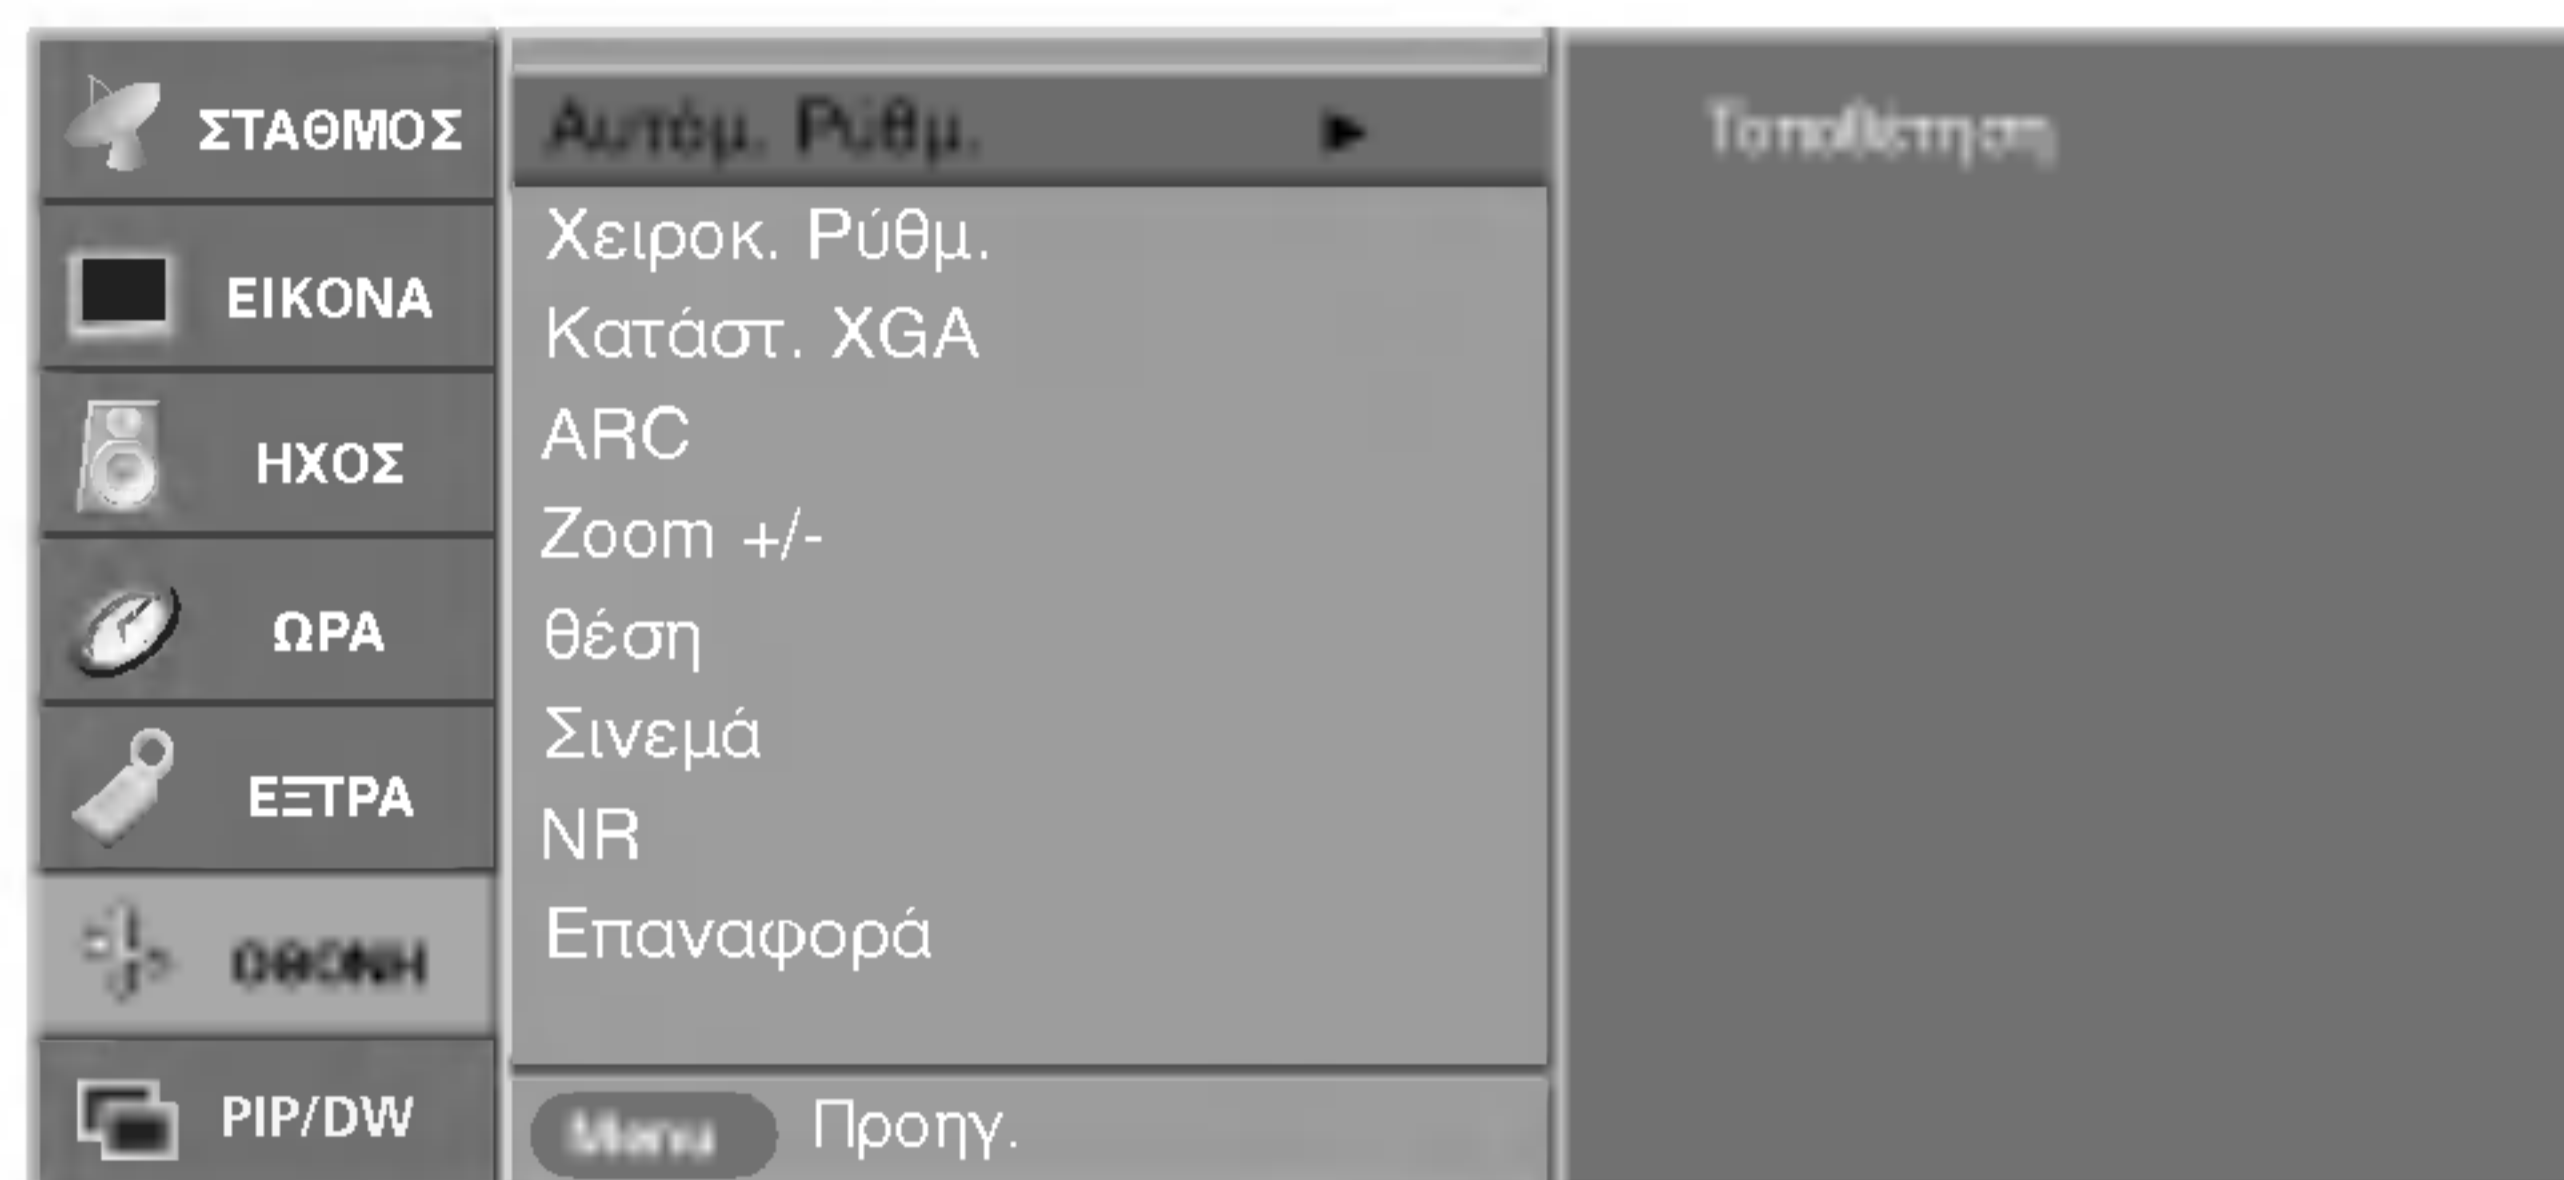 ΣΤΑΘΜΟΣ
ΕΙΚΟΝΑ
ΗΧΟΣ
ΩΡΑ
ΕΞΤΡΑ
ΟΘΟΝΗ
PIP/DW
Αυτόμ. Ρύθμ. ▶
Χειροκ. Ρύθμ.
Κατάστ. XGA
ARC
Zoom +/-
θέση
Σινεμά
NR
Επαναφορά
Menu Προηγ.
Τοποθέτηση